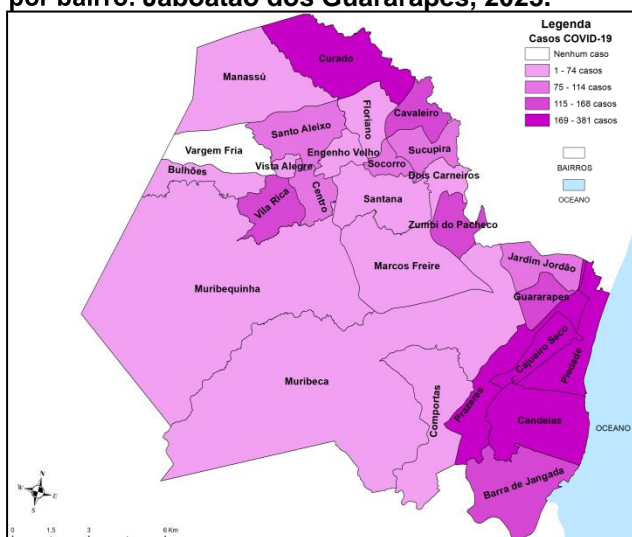 por bairro. Jaboatão dos Guararapes, 2023.
Legenda
Casos COVID-19
Nenhum caso
1 - 74 casos
75 - 114 casos
115 - 168 casos
169 - 381 casos
BAIRROS
OCEANO
Curado
Manassú
Floriano
Cavaleiro
Santo Aleixo
Vargem Fria
Engenho Velho
Sucupira
Vista Alegre
Socorro
Bulhões
Dois Carneiros
Vila Rica
Centro
Santana
Zumbi do Pacheco
Marcos Freire
Jardim Jordão
Muribequinha
Guararapes
Cajueiro Seco
Piedade
Muribeca
Comportas
Prazeres
Candeias
OCEANO
Barra de Jangada
N
W
E
S
0 1,5 3 6 Km